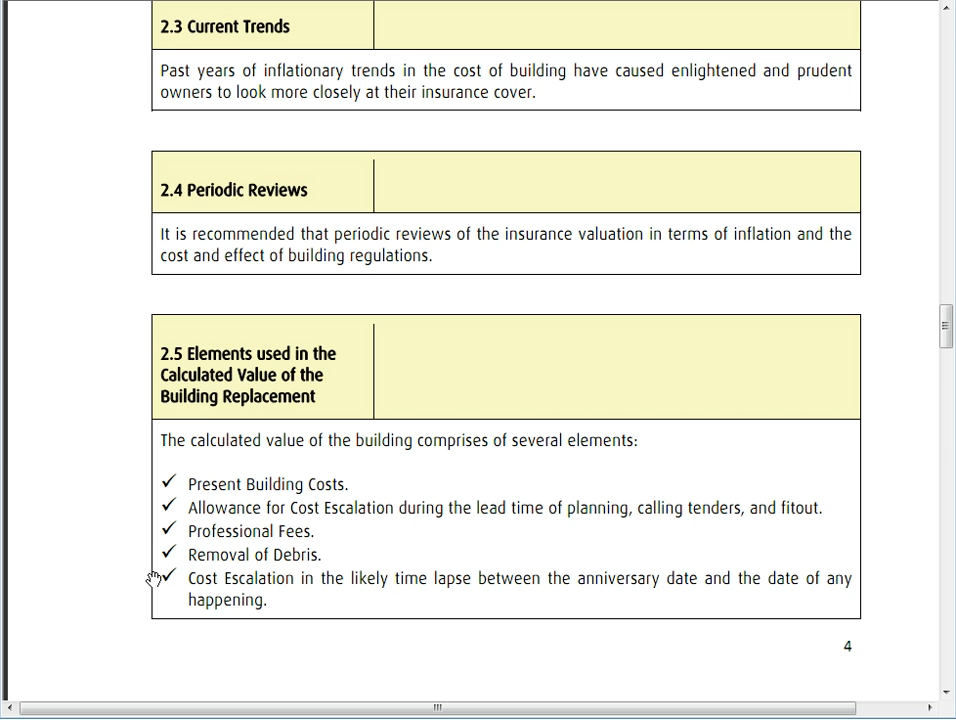 2.3 Current Trends
Past years of inflationary trends in the cost of building have caused enlightened and prudent
owners to look more closely at their insurance cover.
2.4 Periodic Reviews
It is recommended that periodic reviews of the insurance valuation in terms of inflation and the
cost and effect of building regulations.
2.5 Elements used in the
Calculated Value of the
Building Replacement
The calculated value of the building comprises of several elements:
✓ Present Building Costs.
✓ Allowance for Cost Escalation during the lead time of planning, calling tenders, and fitout.
✓ Professional Fees.
✓ Removal of Debris.
✓ Cost Escalation in the likely time lapse between the anniversary date and the date of any
happening.
4